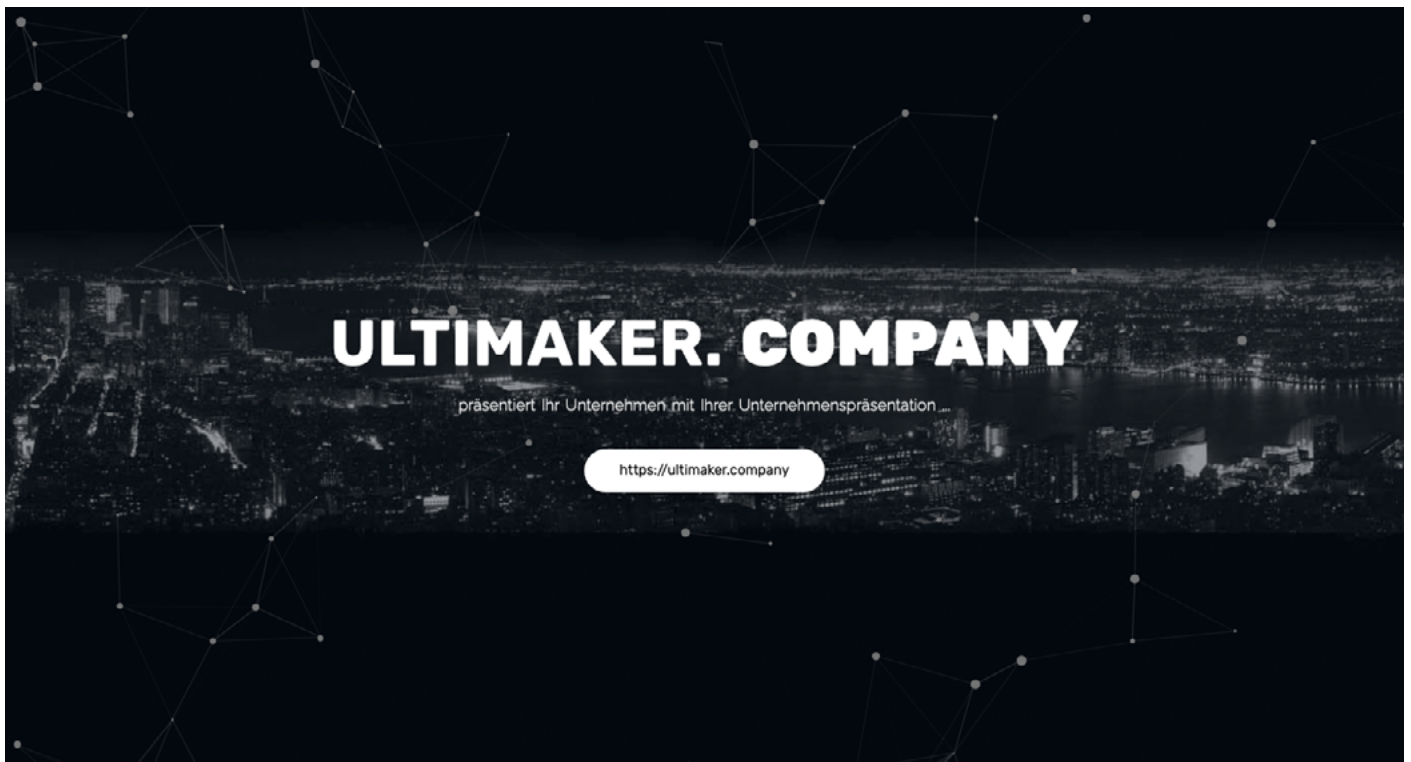 ULTIMAKER. COMPANY
präsentiert Ihr Unternehmen mit Ihrer Unternehmenspräsentation ...
https://ultimaker.company